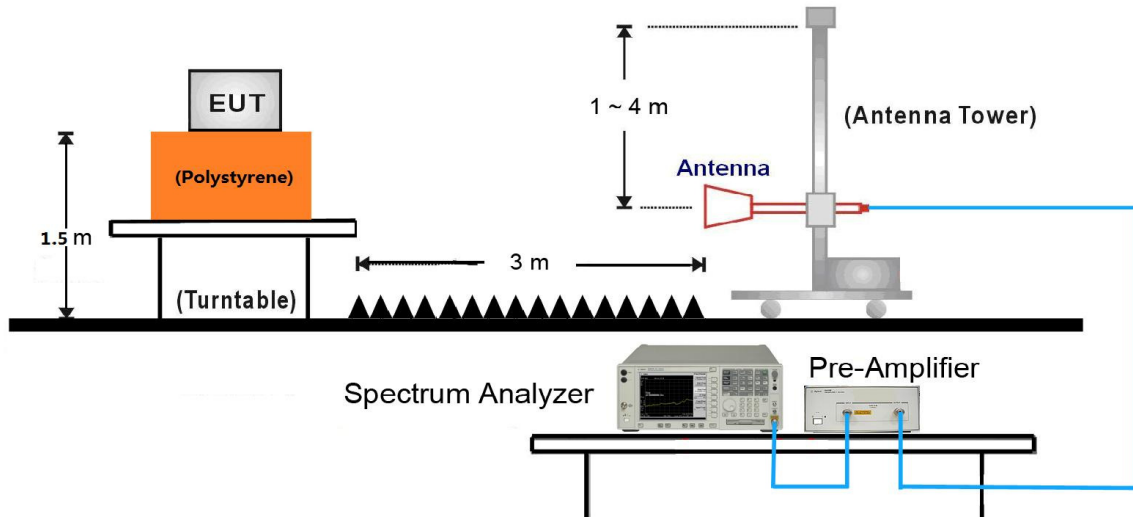 EUT
(Polystyrene)
1.5 m
(Turntable)
3 m
1 ~ 4 m
Antenna
(Antenna Tower)
Spectrum Analyzer
Pre-Amplifier